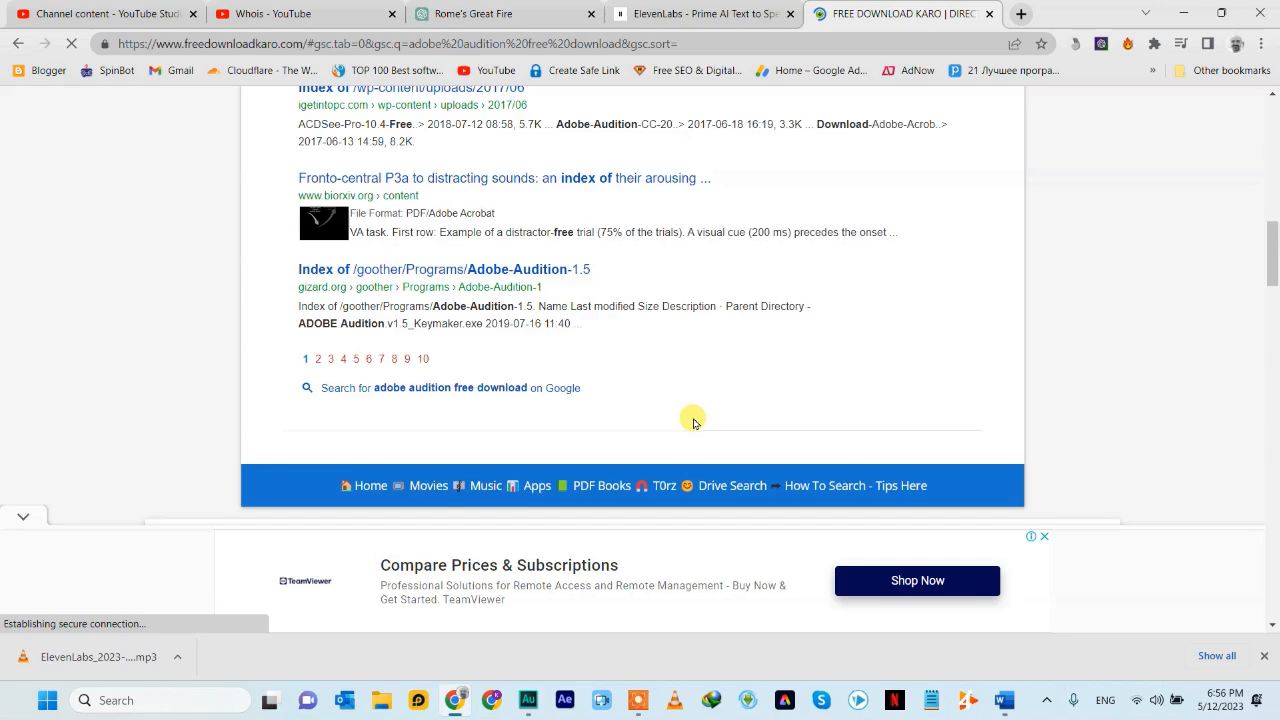 CONTENT - YouTube Studi
Whois - YouTube
Rome's Great Fire
ElevenLabs - Prime AI Text to Spe
FREE DOWNLOAD KARO | DIREC
https://www.freedownloadkaro.com/#gsc.tab=0&gsc.q=adobe%20audition%20free%20download&gsc.sort=
Blogger
SpinBot
Gmail
Cloudflare - The W...
TOP 100 Best softw...
YouTube
Create Safe Link
Free SEO & Digital...
Home – Google Ad...
AdNow
21 Лучшее програ...
»
Other bookmarks
Index of /wp-content/uploads/2017/06
igetintopc.com › wp-content › uploads › 2017/06
ACDSee-Pro-10.4-Free..> 2018-07-12 08:58, 5.7K ... Adobe-Audition-CC-20..> 2017-06-18 16:19, 3.3K ... Download-Adobe-Acrob..>
2017-06-13 14:59, 8.2K.
Fronto-central P3a to distracting sounds: an index of their arousing ...
www.biorxiv.org › content
File Format: PDF/Adobe Acrobat
VA task. First row: Example of a distractor-free trial (75% of the trials). A visual cue (200 ms) precedes the onset ...
Index of /goother/Programs/Adobe-Audition-1.5
gizard.org › goother › Programs › Adobe-Audition-1
Index of /goother/Programs/Adobe-Audition-1.5. Name Last modified Size Description · Parent Directory -
ADOBE Audition.v1.5_Keymaker.exe 2019-07-16 11:40 ...
1 2 3 4 5 6 7 8 9 10
Search for adobe audition free download on Google
Home Movies Music Apps PDF Books T0rz Drive Search How To Search - Tips Here
Compare Prices & Subscriptions
TeamViewer
Professional Solutions for Remote Access and Remote Management - Buy Now &
Get Started. TeamViewer
Shop Now
Establishing secure connection...
ElevenLabs_2023-....mp3
Show all
Search
ENG
6:59:00 PM
5/12/2023